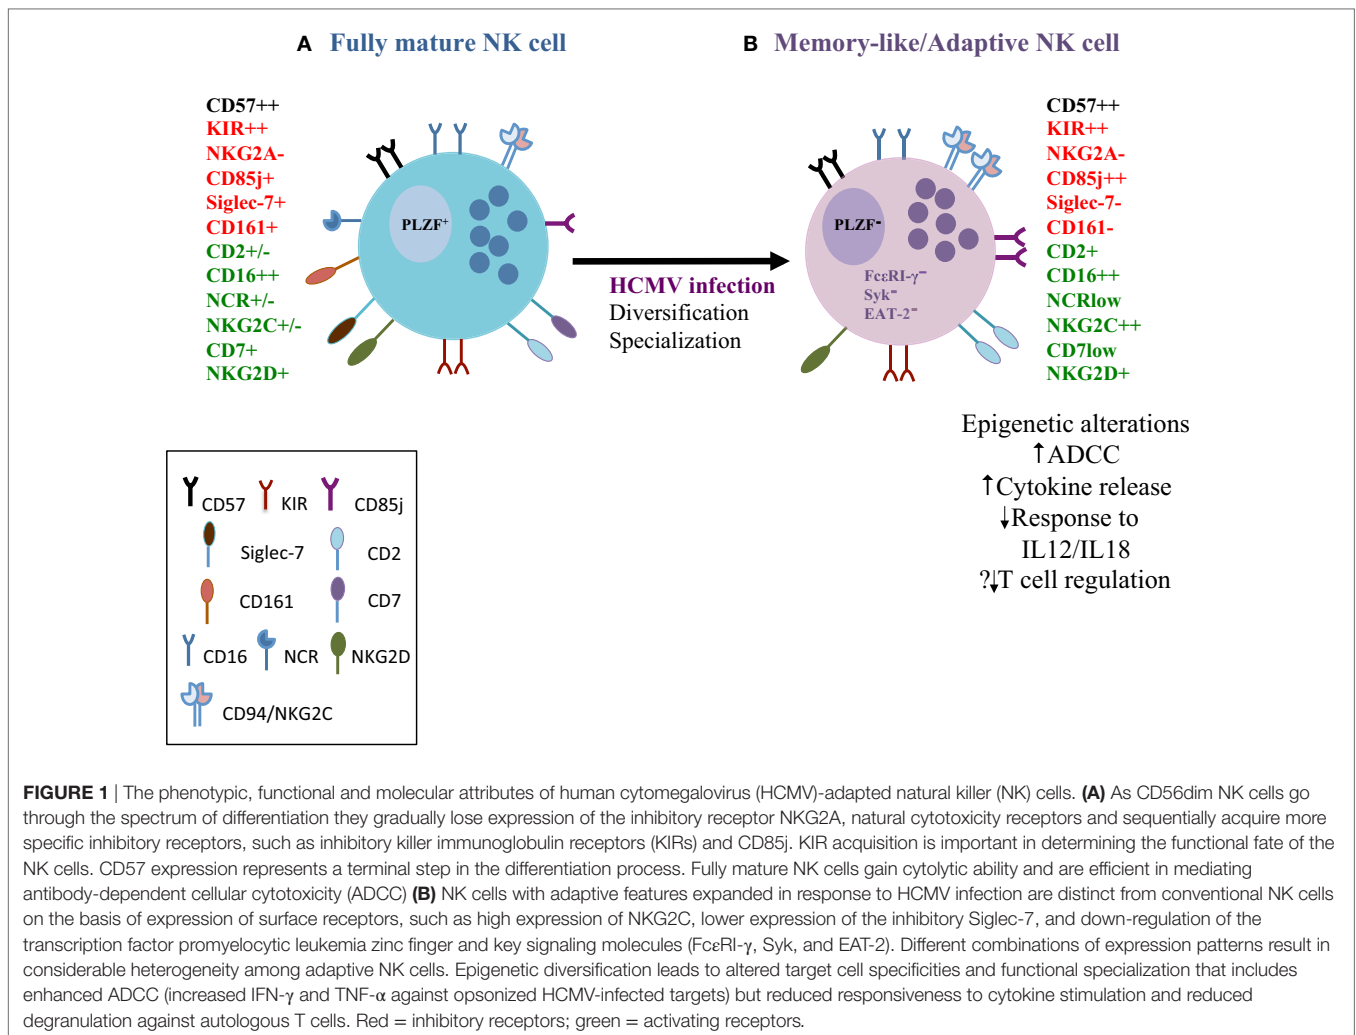 A Fully mature NK cell
CD57++
KIR++
NKG2A-
CD85j+
Siglec-7+
CD161+
CD2+/-
CD16++
NCR+/-
NKG2C+/-
CD7+
NKG2D+
PLZF+
HCMV infection
Diversification
Specialization
B Memory-like/Adaptive NK cell
PLZF-
FcεRI-γ-
Syk-
EAT-2-
CD57++
KIR++
NKG2A-
CD85j++
Siglec-7-
CD161-
CD2+
CD16++
NCRlow
NKG2C++
CD7low
NKG2D+
Epigenetic alterations
↑ADCC
↑Cytokine release
↓Response to
IL12/IL18
?↓T cell regulation
CD57 KIR CD85j
Siglec-7 CD2
CD161 CD7
CD16 NCR NKG2D
CD94/NKG2C
FIGURE 1 | The phenotypic, functional and molecular attributes of human cytomegalovirus (HCMV)-adapted natural killer (NK) cells. (A) As CD56dim NK cells go
through the spectrum of differentiation they gradually lose expression of the inhibitory receptor NKG2A, natural cytotoxicity receptors and sequentially acquire more
specific inhibitory receptors, such as inhibitory killer immunoglobulin receptors (KIRs) and CD85j. KIR acquisition is important in determining the functional fate of the
NK cells. CD57 expression represents a terminal step in the differentiation process. Fully mature NK cells gain cytolytic ability and are efficient in mediating
antibody-dependent cellular cytotoxicity (ADCC) (B) NK cells with adaptive features expanded in response to HCMV infection are distinct from conventional NK cells
on the basis of expression of surface receptors, such as high expression of NKG2C, lower expression of the inhibitory Siglec-7, and down-regulation of the
transcription factor promyelocytic leukemia zinc finger and key signaling molecules (FcεRI-γ, Syk, and EAT-2). Different combinations of expression patterns result in
considerable heterogeneity among adaptive NK cells. Epigenetic diversification leads to altered target cell specificities and functional specialization that includes
enhanced ADCC (increased IFN-γ and TNF-α against opsonized HCMV-infected targets) but reduced responsiveness to cytokine stimulation and reduced
degranulation against autologous T cells. Red = inhibitory receptors; green = activating receptors.